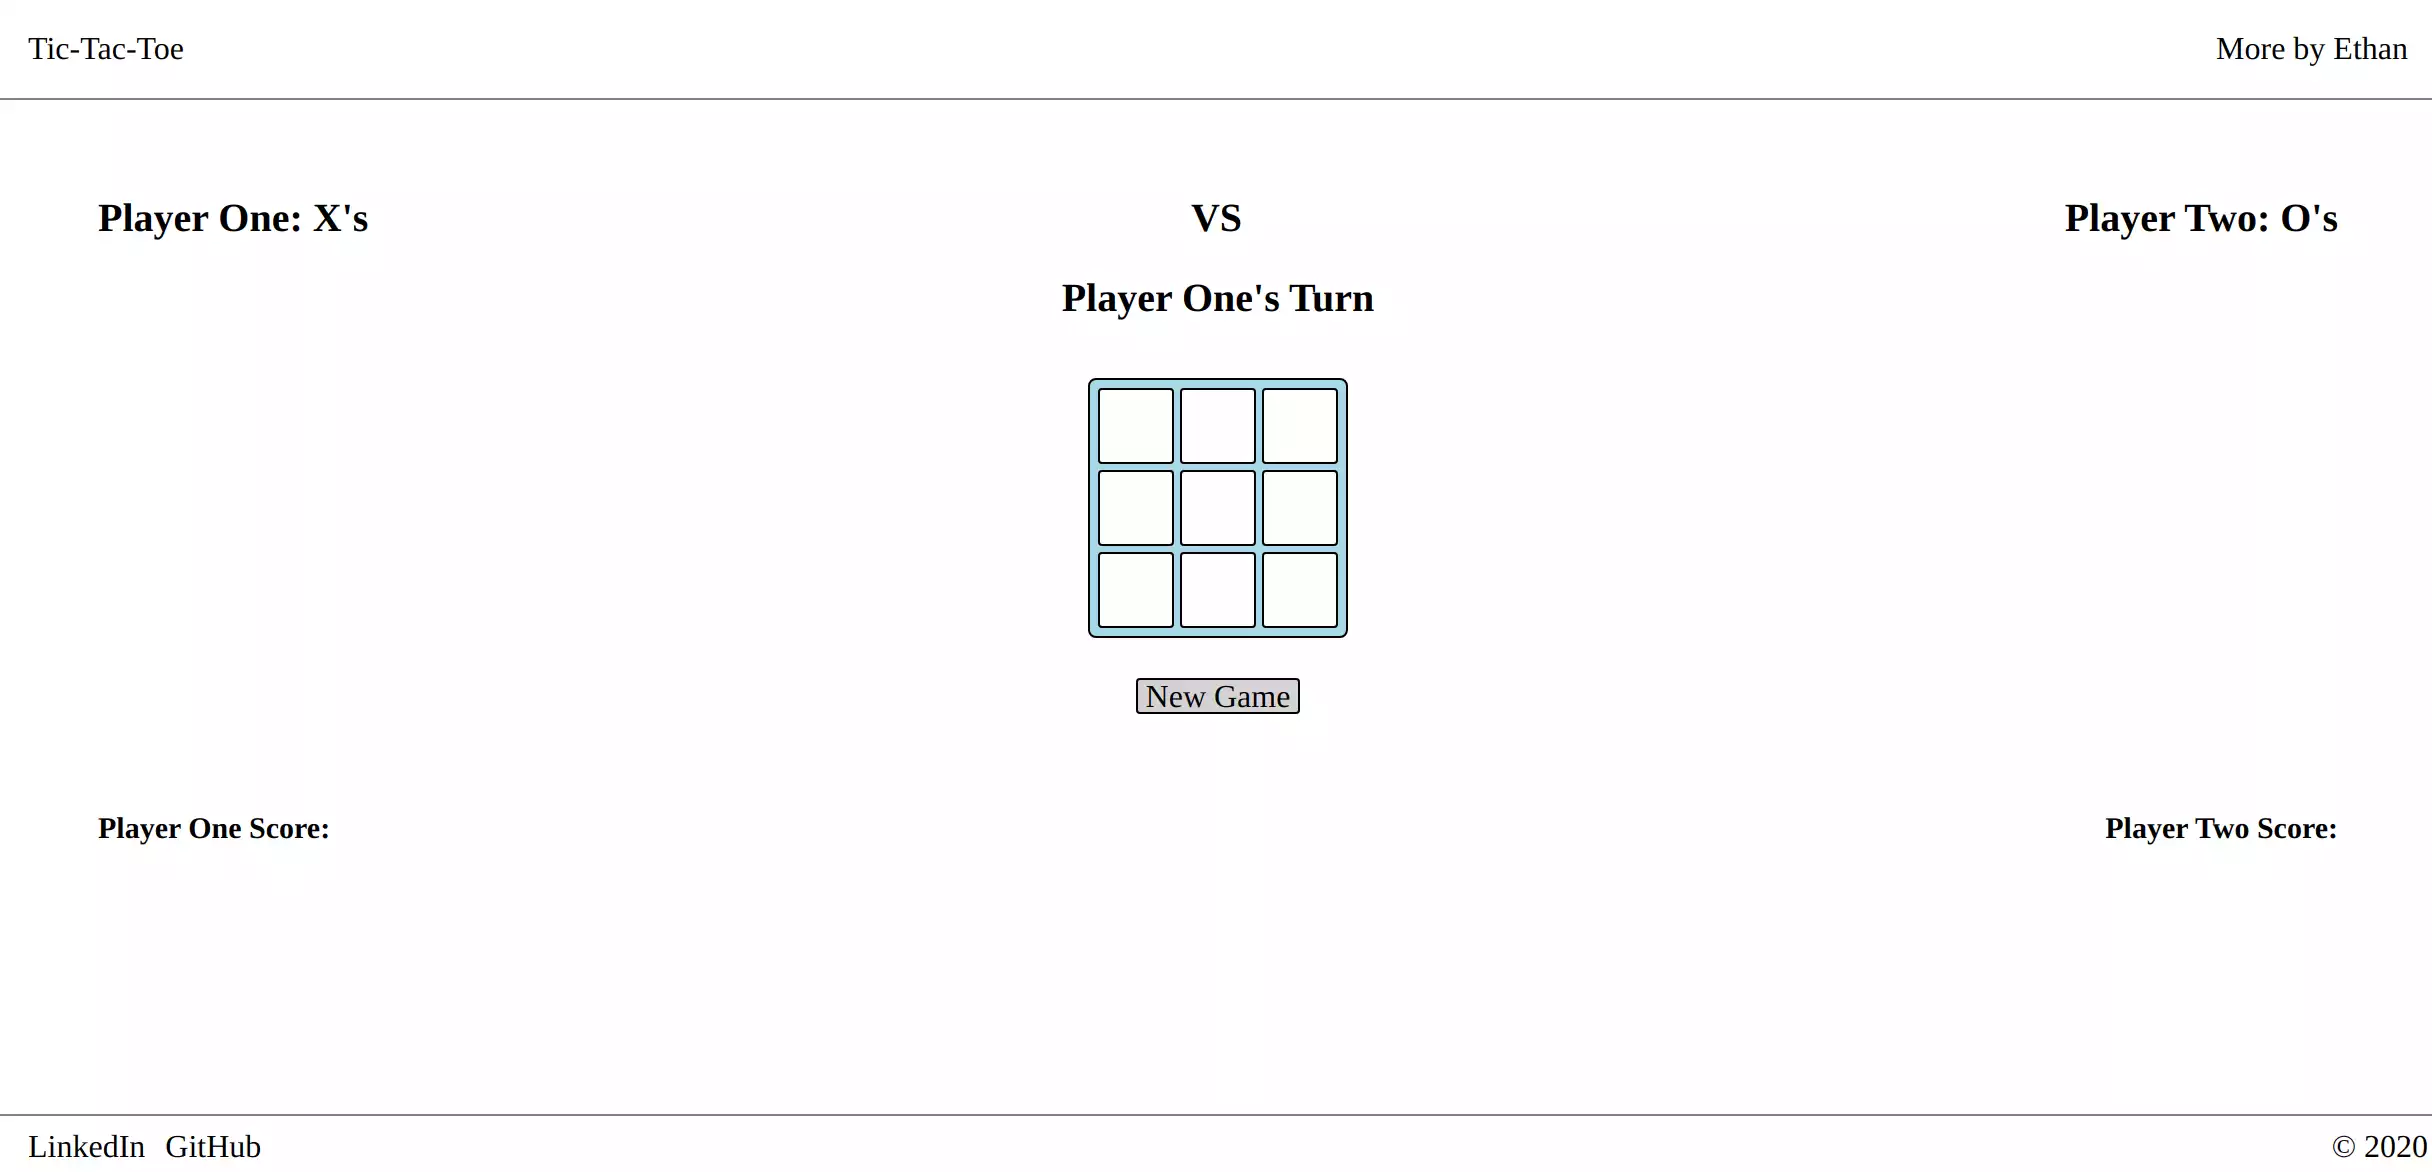 Tic-Tac-Toe
More by Ethan
Player One: X's
VS
Player Two: O's
Player One's Turn
New Game
Player One Score:
Player Two Score:
LinkedIn GitHub
© 2020